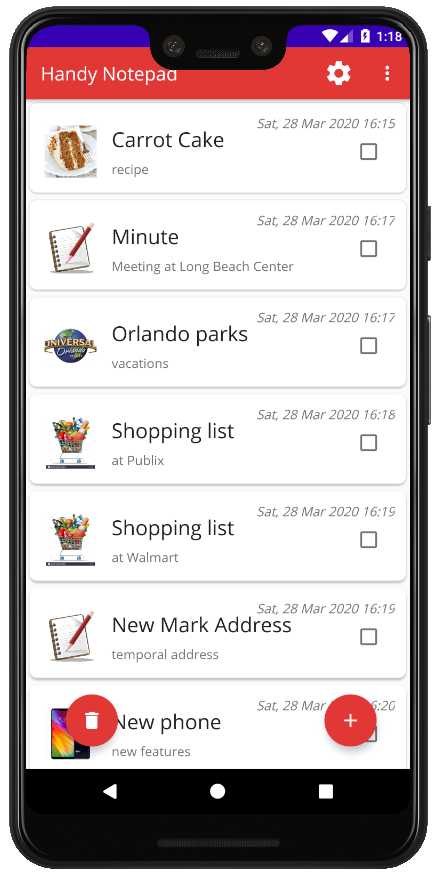 1:18
Handy Notepad
Sat, 28 Mar 2020 16:15
Carrot Cake
recipe
Sat, 28 Mar 2020 16:17
Minute
Meeting at Long Beach Center
Sat, 28 Mar 2020 16:17
UNIVERSAL
Orlando
Orlando parks
vacations
Sat, 28 Mar 2020 16:18
Shopping list
at Publix
Sat, 28 Mar 2020 16:19
Shopping list
at Walmart
Sat, 28 Mar 2020 16:19
New Mark Address
temporal address
Sat, 28 Mar 6:20
New phone
new features